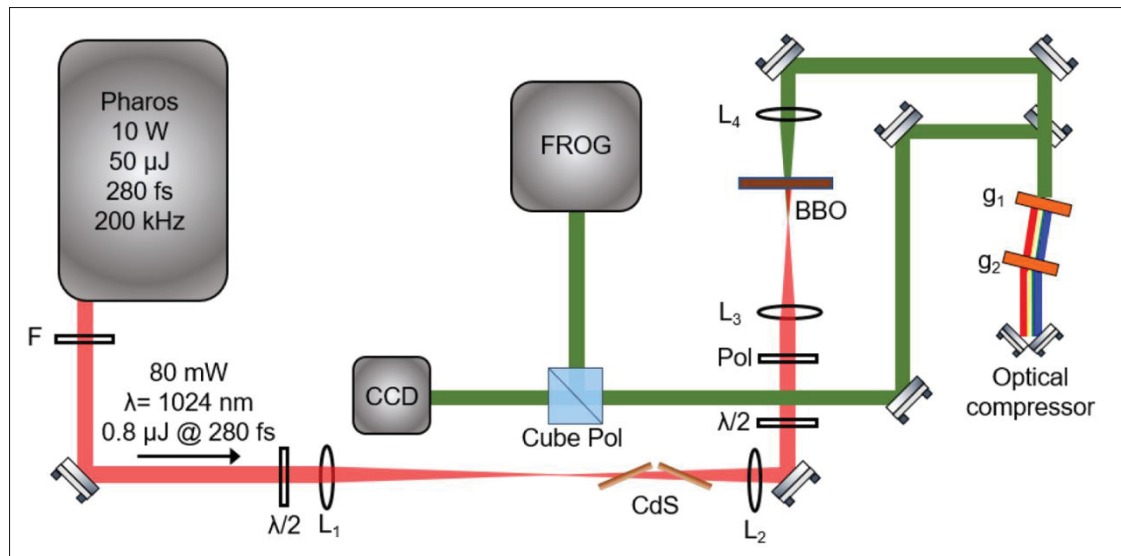 Pharos
10 W
50 µJ
280 fs
200 kHz
FROG
L4
BBO
g1
g2
F
L3
Pol
80 mW
λ= 1024 nm
0.8 µJ @ 280 fs
CCD
Cube Pol
λ/2
Optical
compressor
CdS
λ/2
L1
L2